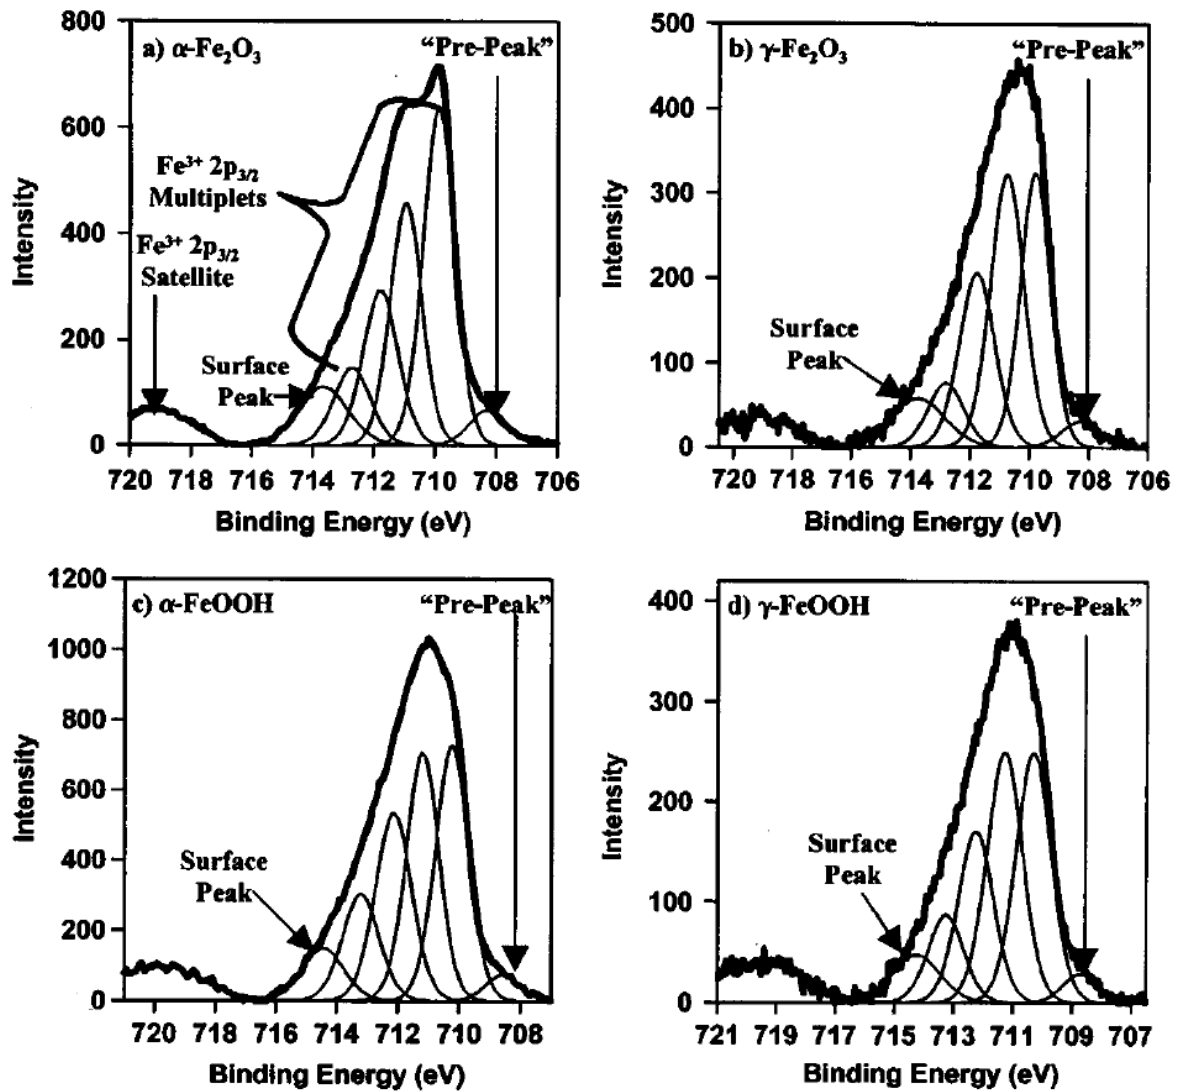 a) α-Fe₂O₃
"Pre-Peak"
800
600
400
200
0
Intensity
Fe³⁺ 2p₃/₂
Multiplets
Fe³⁺ 2p₃/₂
Satellite
Surface
Peak
720 718 716 714 712 710 708 706
Binding Energy (eV)
b) γ-Fe₂O₃
"Pre-Peak"
500
400
300
200
100
0
Intensity
Surface
Peak
720 718 716 714 712 710 708 706
Binding Energy (eV)
c) α-FeOOH
"Pre-Peak"
1200
1000
800
600
400
200
0
Intensity
Surface
Peak
720 718 716 714 712 710 708
Binding Energy (eV)
d) γ-FeOOH
"Pre-Peak"
400
300
200
100
0
Intensity
Surface
Peak
721 719 717 715 713 711 709 707
Binding Energy (eV)